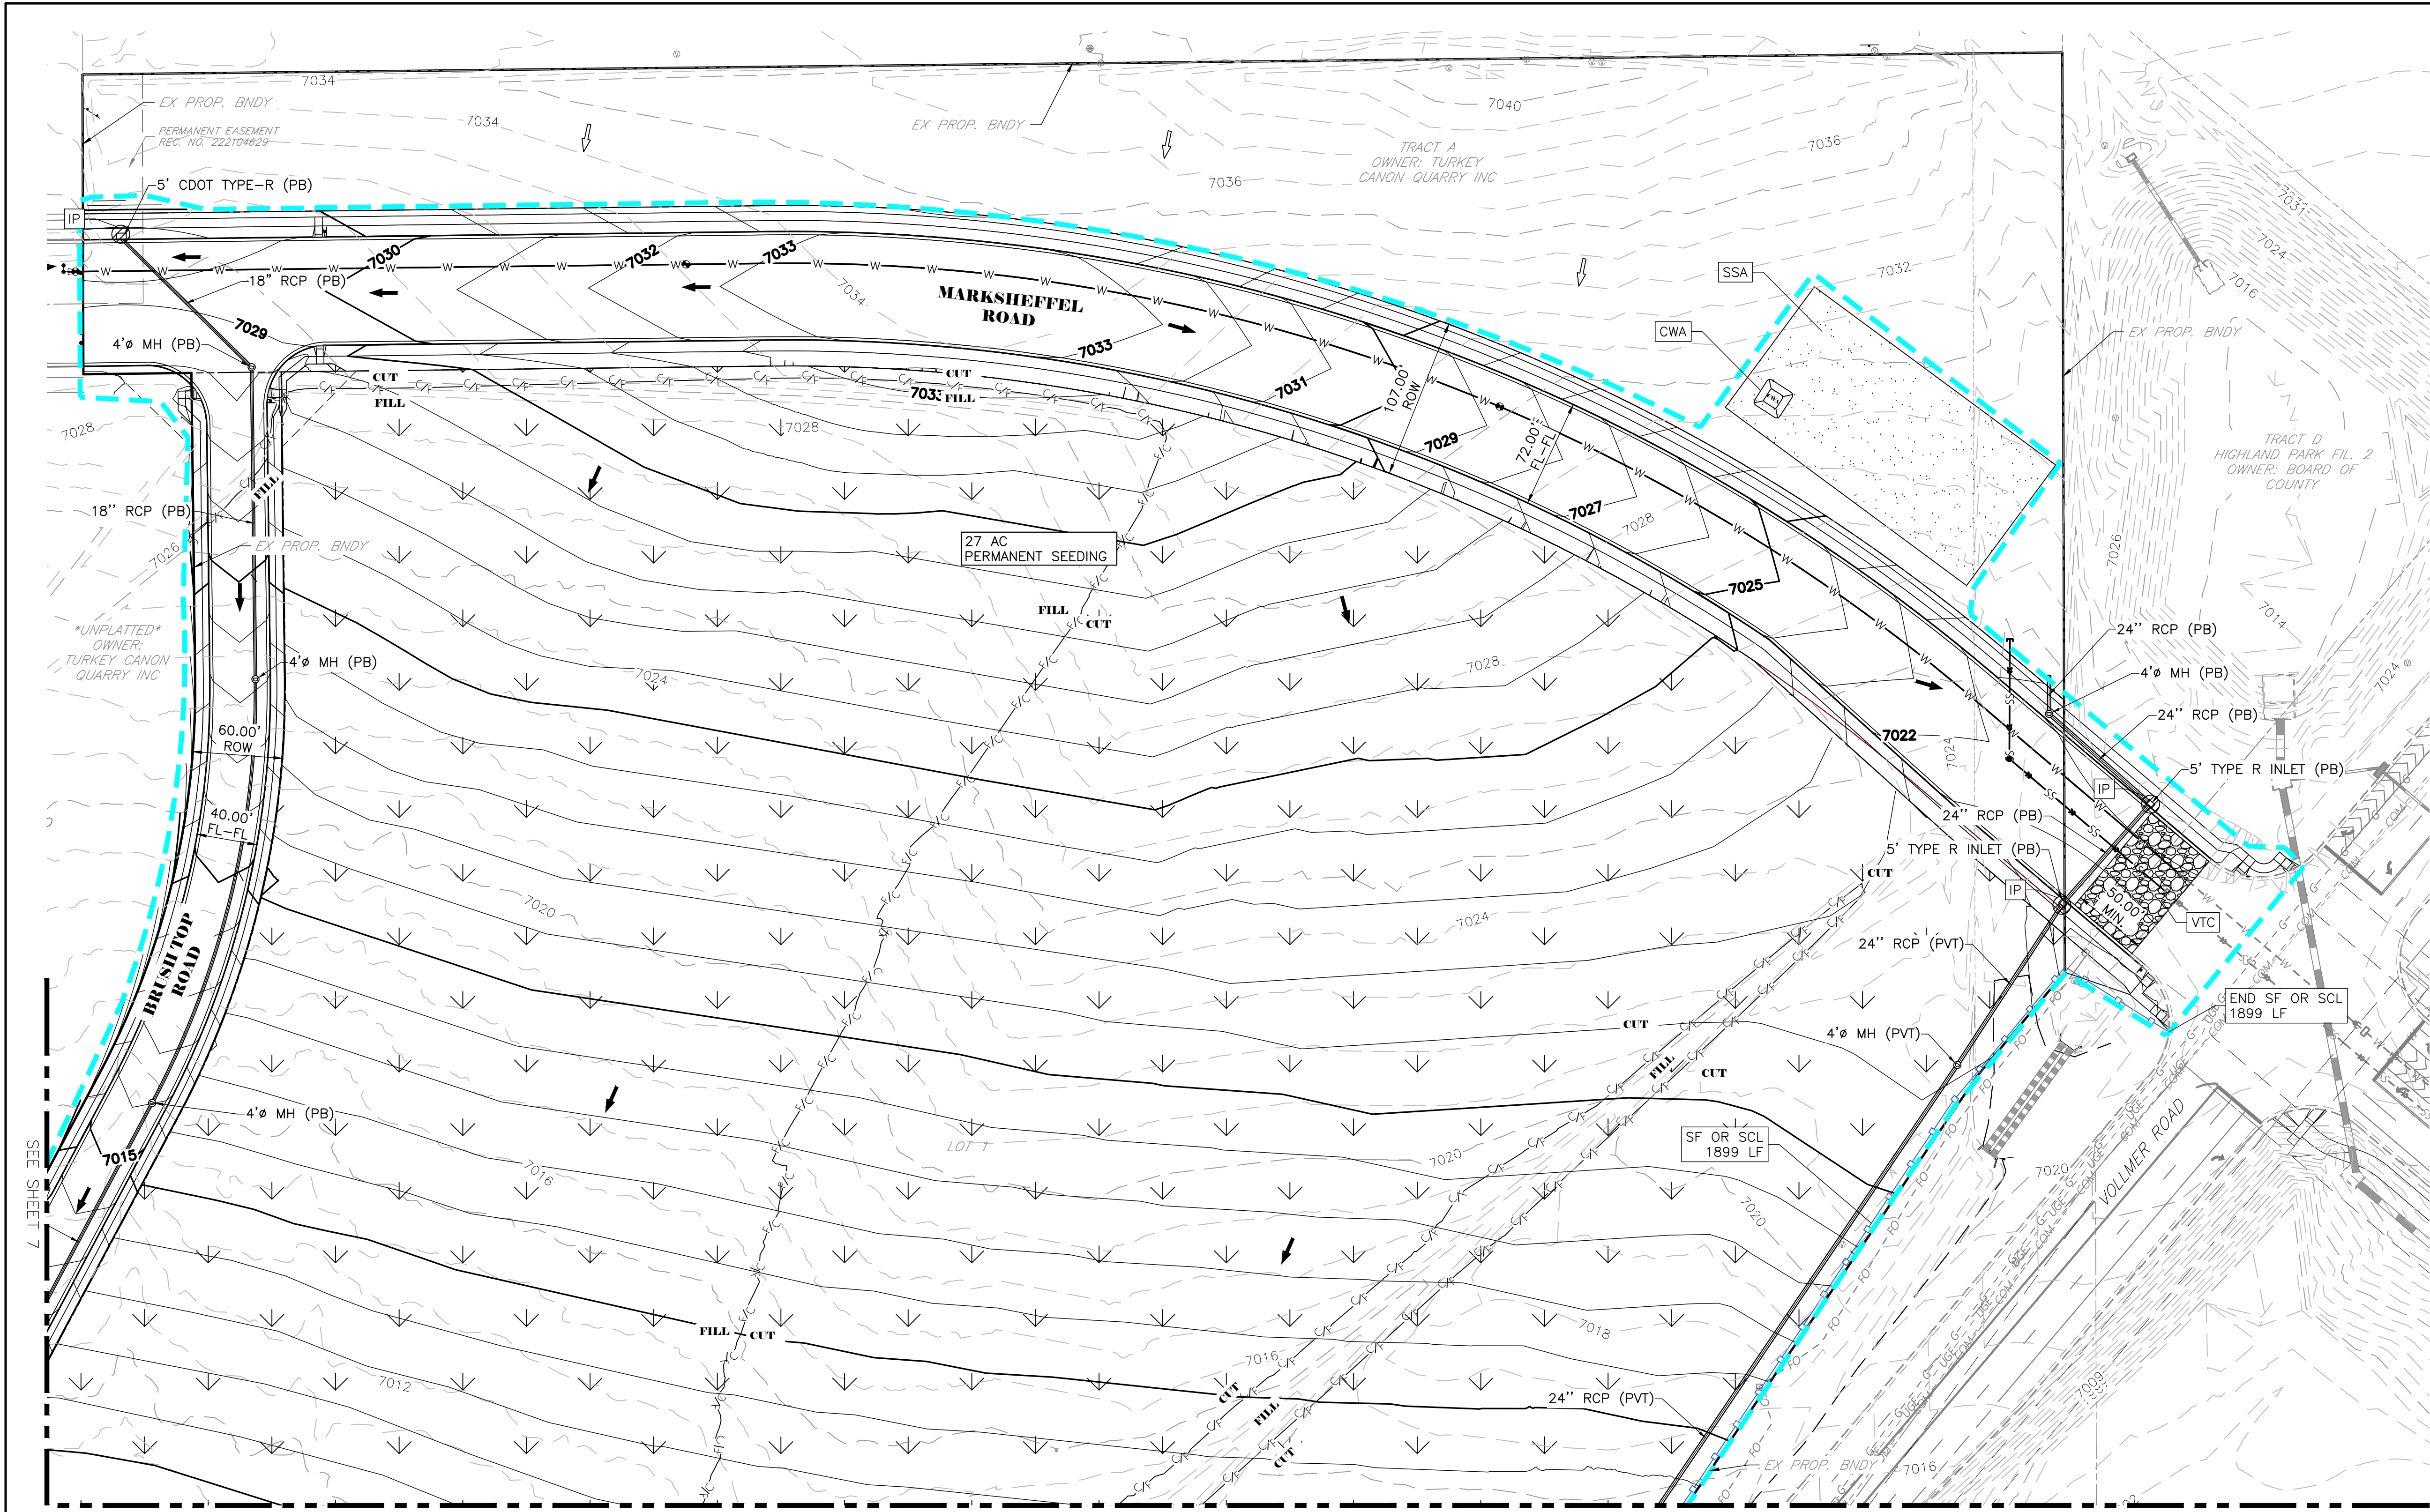 7034
EX PROP. BNDY
PERMANENT EASEMENT
REC. NO. 222104629
7034
EX PROP. BNDY
7040
TRACT A
OWNER: TURKEY
CANON QUARRY INC
7036
7036
7031
7024
7016
5' CDOT TYPE-R (PB)
IP
7030
7032
7033
7034
18" RCP (PB)
MARKSHEFFEL
ROAD
SSA
7032
CWA
EX PROP. BNDY
7029
4'ø MH (PB)
7033
CUT
FILL
CUT
FILL
7031
107.00'
ROW
7028
7028
7029
72.00'
FL-FL
TRACT D
HIGHLAND PARK FIL. 2
OWNER: BOARD OF
COUNTY
FILL
18'' RCP (PB)
7027
7028
7026
EX PROP. BNDY
7026
27 AC
PERMANENT SEEDING
7025
7014
*UNPLATTED*
OWNER:
TURKEY CANON
QUARRY INC
FILL
CUT
24'' RCP (PB)
4'ø MH (PB)
4'ø MH (PB)
7024
7028
7024
24'' RCP (PB)
60.00'
ROW
7022
7024
5' TYPE R INLET (PB)
IP
40.00'
FL-FL
24'' RCP (PB)
5' TYPE R INLET (PB)
CUT
IP
50.00'
MIN.
VTC
7020
7024
24'' RCP (PVT)
BRUSH TOP
ROAD
END SF OR SCL
1899 LF
CUT
4'ø MH (PVT)
FILL
CUT
4'ø MH (PB)
7015
SEE SHEET 7
LOT 1
SF OR SCL
1899 LF
7020
7020
7020
VOLLMER ROAD
7016
FILL
CUT
7018
7016
7012
CUT
FILL
CUT
24'' RCP (PVT)
7009
EX PROP. BNDY
7016